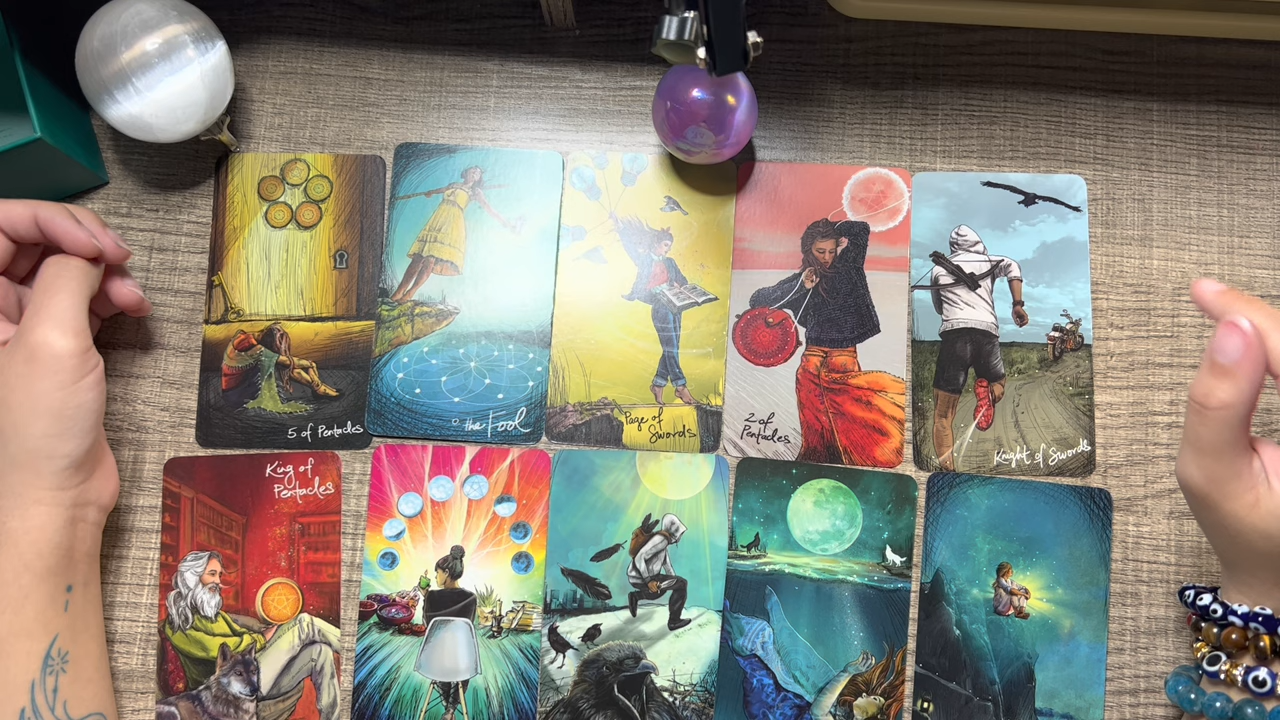 5 of Pentacles
0 the Fool
Page of
Swords
2 of
Pentacles
Knight of Swords
King of
Pentacles